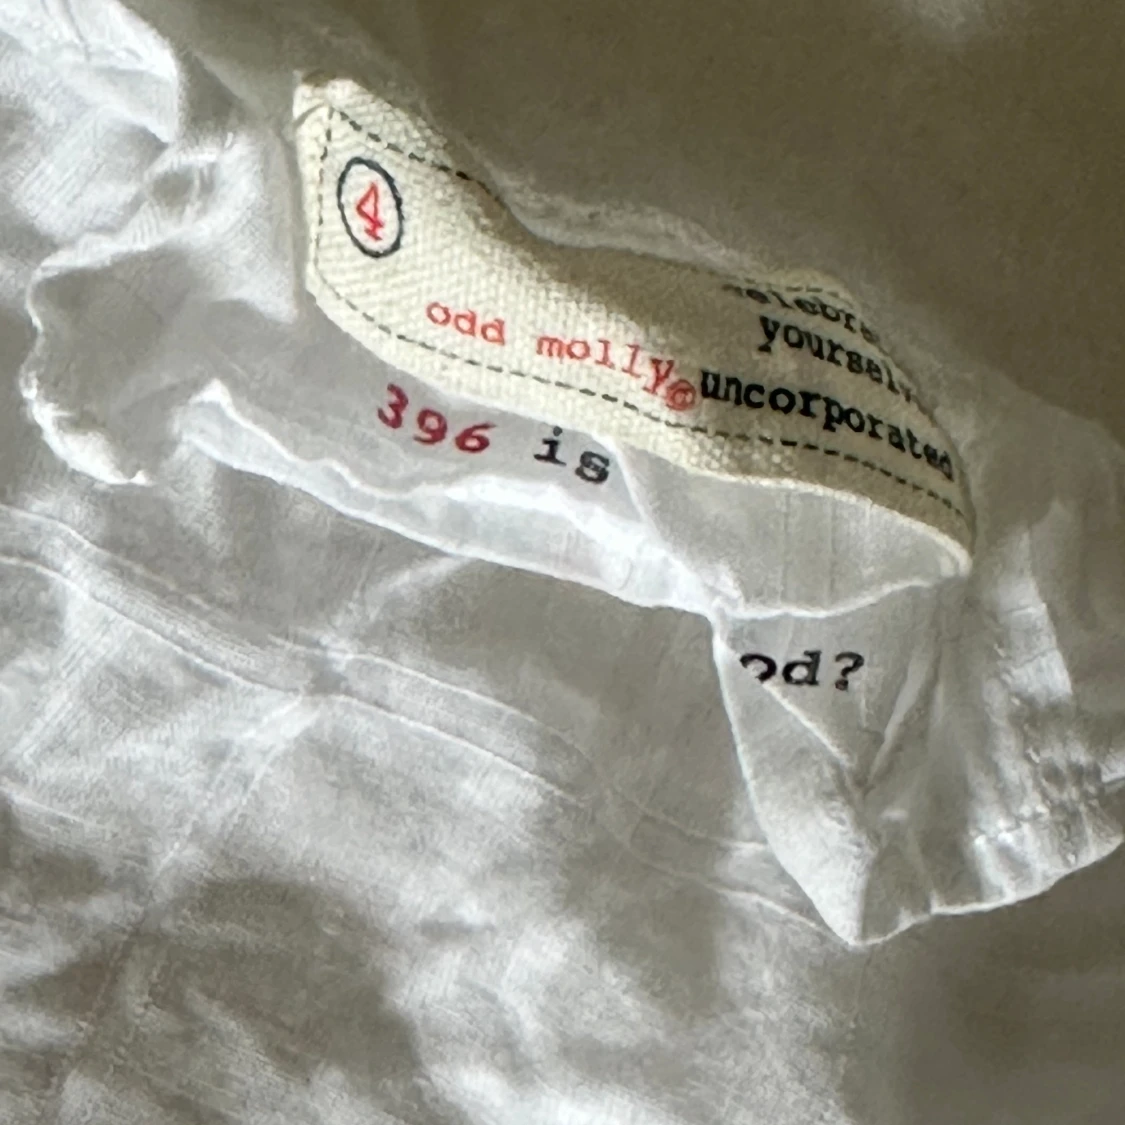 4
yourself
odd molly® uncorporated
396 is
od?